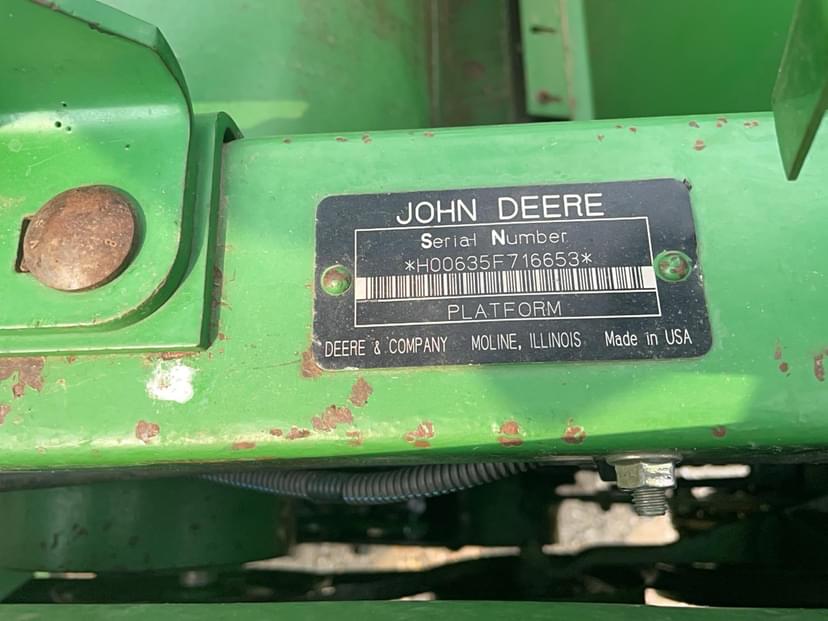 JOHN DEERE
Serial Number
*H00635F716653*
PLATFORM
DEERE & COMPANY MOLINE, ILLINOIS Made in USA